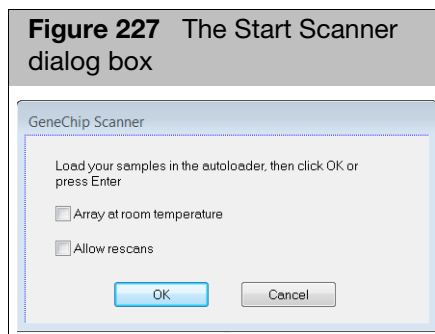 Figure 227 The Start Scanner
dialog box
GeneChip Scanner
Load your samples in the autoloader, then click OK or
press Enter
Array at room temperature
Allow rescans
OK Cancel